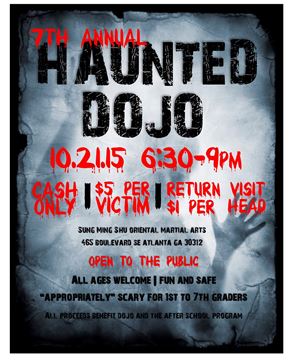 7TH ANNUAL
HAUNTED
DOJO
10.21.15 6:30-9PM
CASH ONLY
$5 PER VICTIM
RETURN VISIT $1 PER HEAD
SUNG MING SHU ORIENTAL MARTIAL ARTS
465 BOULEVARD SE ATLANTA GA 30312
OPEN TO THE PUBLIC
ALL AGES WELCOME | FUN AND SAFE
"APPROPRIATELY" SCARY FOR 1ST TO 7TH GRADERS
ALL PROCEEDS BENEFIT DOJO AND THE AFTER SCHOOL PROGRAM